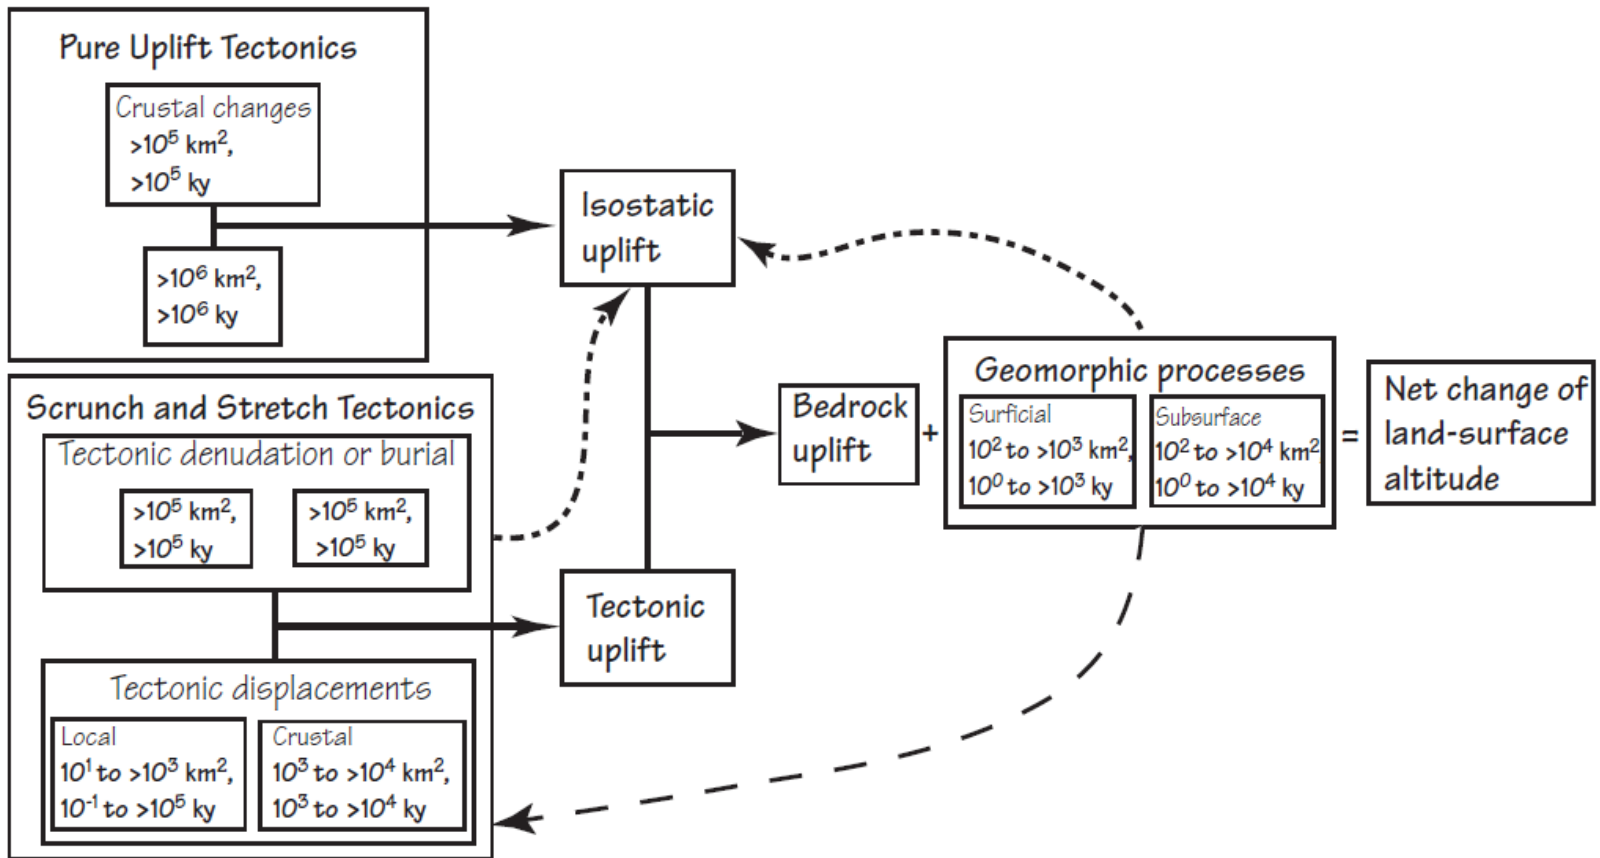 Pure Uplift Tectonics
Crustal changes
>10⁵ km²,
>10⁵ ky
>10⁶ km²,
>10⁶ ky
Scrunch and Stretch Tectonics
Tectonic denudation or burial
>10⁵ km²,
>10⁵ ky
>10⁵ km²,
>10⁵ ky
Tectonic displacements
Local
10¹ to >10³ km²,
10⁻¹ to >10⁵ ky
Crustal
10³ to >10⁴ km²,
10³ to >10⁴ ky
Isostatic
uplift
Tectonic
uplift
Bedrock
uplift
+
Geomorphic processes
Surficial
10² to >10³ km²,
10⁰ to >10³ ky
Subsurface
10² to >10⁴ km²,
10⁰ to >10⁴ ky
=
Net change of
land-surface
altitude